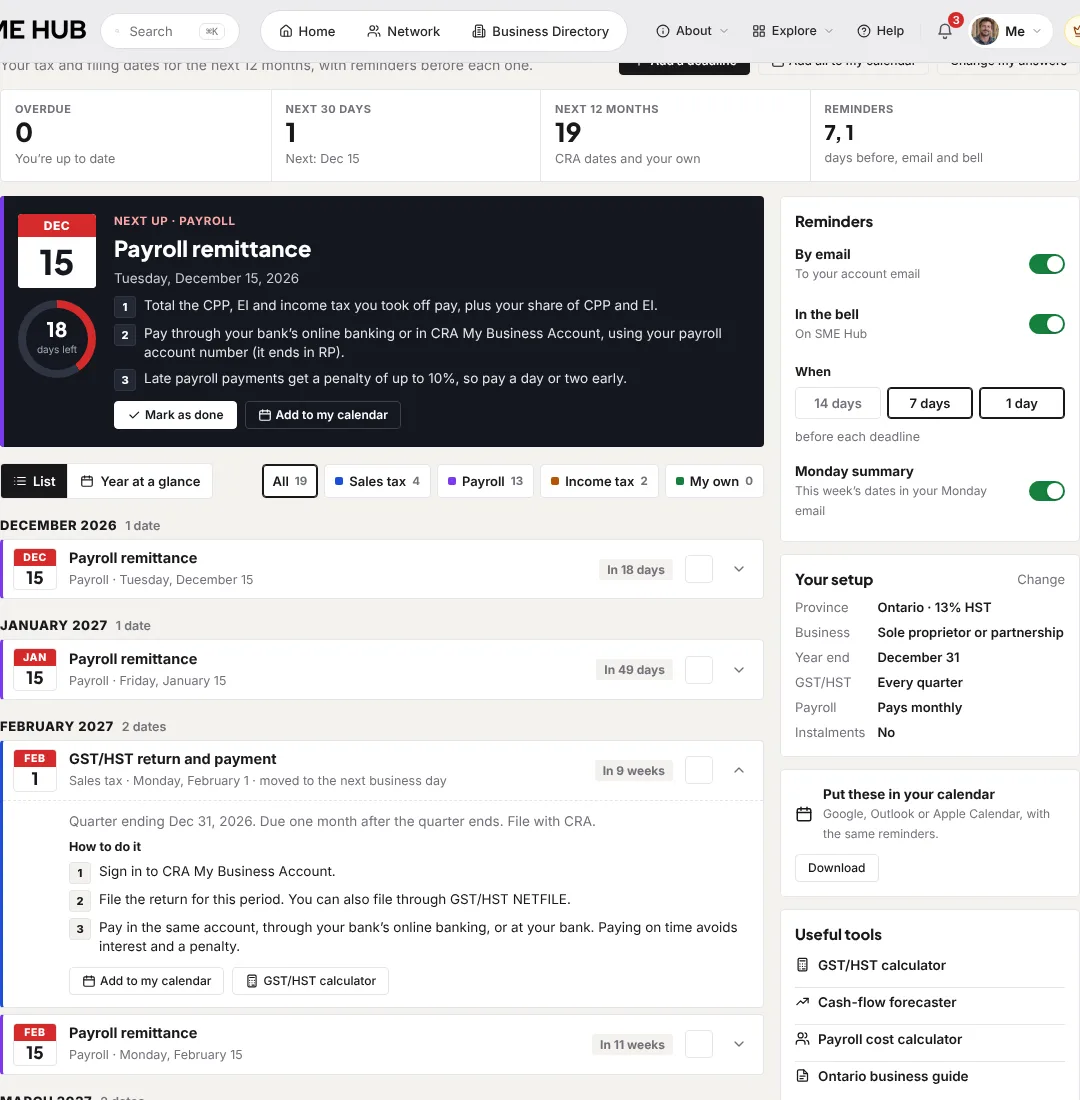 ME HUB
Search ⌘K
Home
Network
Business Directory
About
Explore
Help
3
Me
Your tax and filing dates for the next 12 months, with reminders before each one.
Add a deadline
Add all to my calendar
Change my answers
OVERDUE
0
You're up to date
NEXT 30 DAYS
1
Next: Dec 15
NEXT 12 MONTHS
19
CRA dates and your own
REMINDERS
7, 1
days before, email and bell
DEC
15
18
days left
NEXT UP · PAYROLL
Payroll remittance
Tuesday, December 15, 2026
1 Total the CPP, EI and income tax you took off pay, plus your share of CPP and EI.
2 Pay through your bank's online banking or in CRA My Business Account, using your payroll
account number (it ends in RP).
3 Late payroll payments get a penalty of up to 10%, so pay a day or two early.
Mark as done
Add to my calendar
List
Year at a glance
All 19
Sales tax 4
Payroll 13
Income tax 2
My own 0
DECEMBER 2026 1 date
DEC
15
Payroll remittance
Payroll · Tuesday, December 15
In 18 days
JANUARY 2027 1 date
JAN
15
Payroll remittance
Payroll · Friday, January 15
In 49 days
FEBRUARY 2027 2 dates
FEB
1
GST/HST return and payment
Sales tax · Monday, February 1 · moved to the next business day
In 9 weeks
Quarter ending Dec 31, 2026. Due one month after the quarter ends. File with CRA.
How to do it
1 Sign in to CRA My Business Account.
2 File the return for this period. You can also file through GST/HST NETFILE.
3 Pay in the same account, through your bank's online banking, or at your bank. Paying on time avoids
interest and a penalty.
Add to my calendar
GST/HST calculator
FEB
15
Payroll remittance
Payroll · Monday, February 15
In 11 weeks
MARCH 2027 2 dates
Reminders
By email
To your account email
In the bell
On SME Hub
When
14 days
7 days
1 day
before each deadline
Monday summary
This week's dates in your Monday
email
Your setup
Change
Province Ontario · 13% HST
Business Sole proprietor or partnership
Year end December 31
GST/HST Every quarter
Payroll Pays monthly
Instalments No
Put these in your calendar
Google, Outlook or Apple Calendar, with
the same reminders.
Download
Useful tools
GST/HST calculator
Cash-flow forecaster
Payroll cost calculator
Ontario business guide